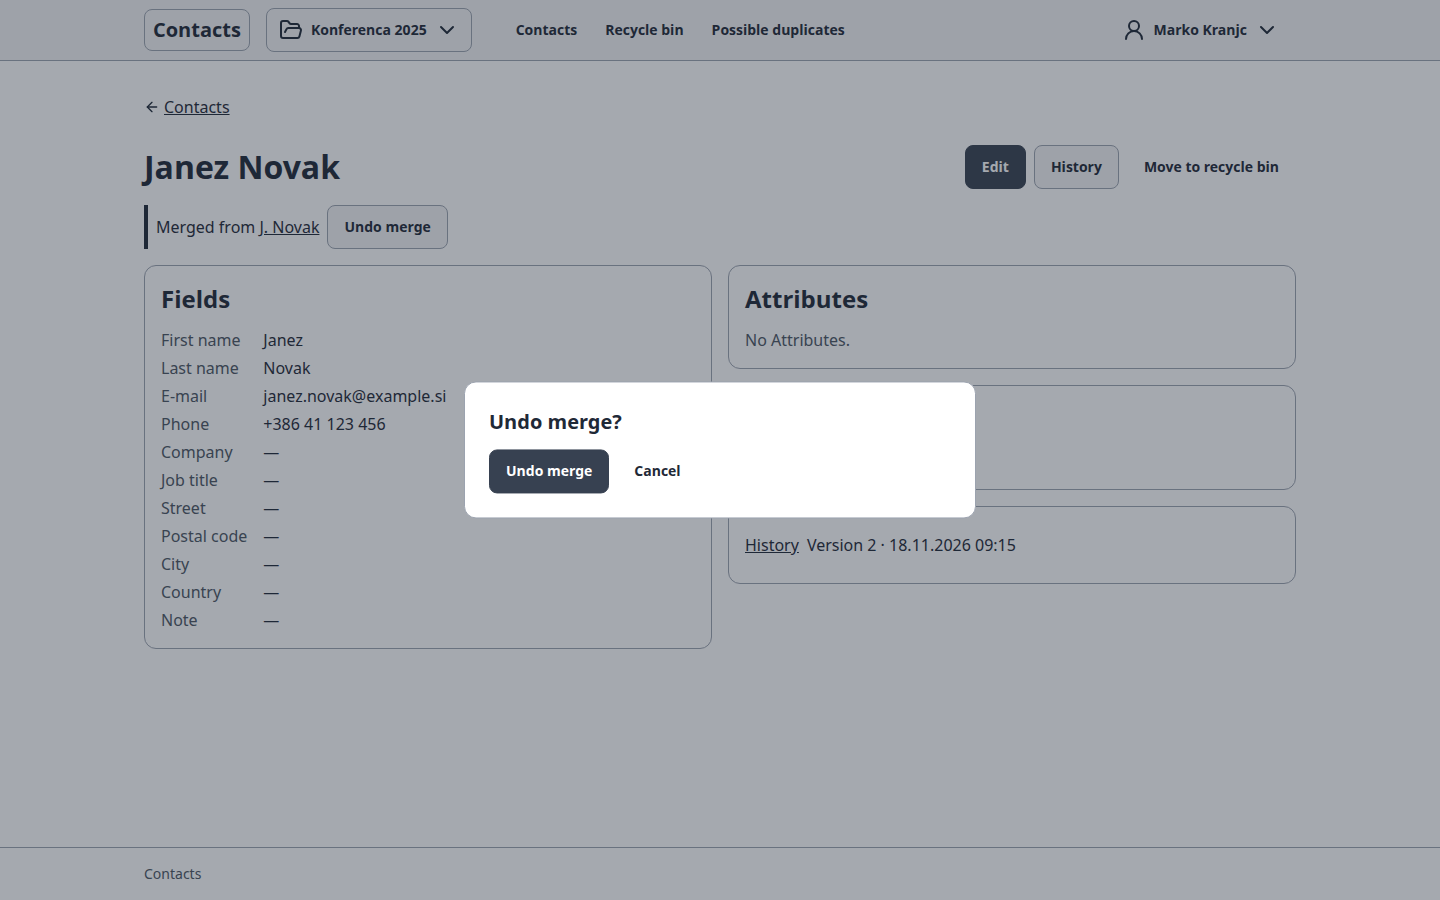 Contacts
Konferenca 2025
Contacts
Recycle bin
Possible duplicates
Marko Kranjc
Contacts
Janez Novak
Edit
History
Move to recycle bin
Merged from J. Novak
Undo merge
Fields
First name Janez
Last name Novak
E-mail janez.novak@example.si
Phone +386 41 123 456
Company —
Job title —
Street —
Postal code —
City —
Country —
Note —
Attributes
No Attributes.
History Version 2 · 18.11.2026 09:15
Undo merge?
Undo merge
Cancel
Contacts